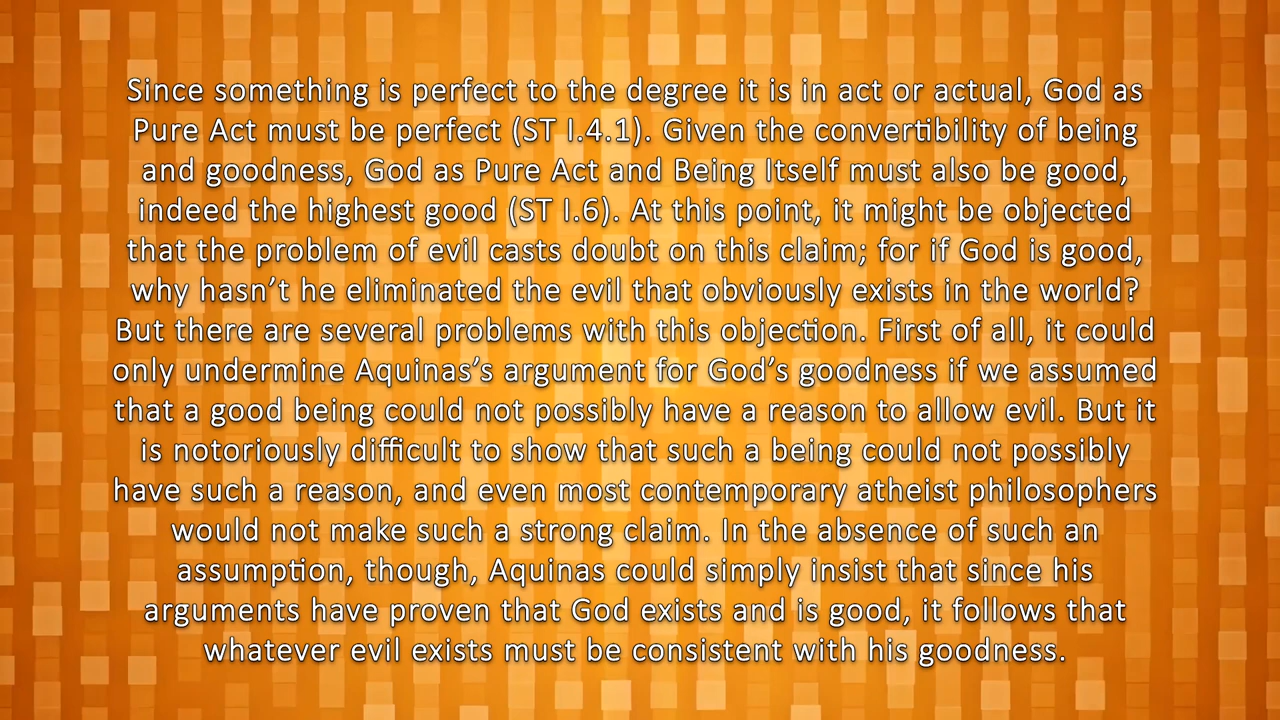 Since something is perfect to the degree it is in act or actual, God as
Pure Act must be perfect (ST I.4.1). Given the convertibility of being
and goodness, God as Pure Act and Being Itself must also be good,
indeed the highest good (ST I.6). At this point, it might be objected
that the problem of evil casts doubt on this claim; for if God is good,
why hasn’t he eliminated the evil that obviously exists in the world?
But there are several problems with this objection. First of all, it could
only undermine Aquinas’s argument for God’s goodness if we assumed
that a good being could not possibly have a reason to allow evil. But it
is notoriously difficult to show that such a being could not possibly
have such a reason, and even most contemporary atheist philosophers
would not make such a strong claim. In the absence of such an
assumption, though, Aquinas could simply insist that since his
arguments have proven that God exists and is good, it follows that
whatever evil exists must be consistent with his goodness.